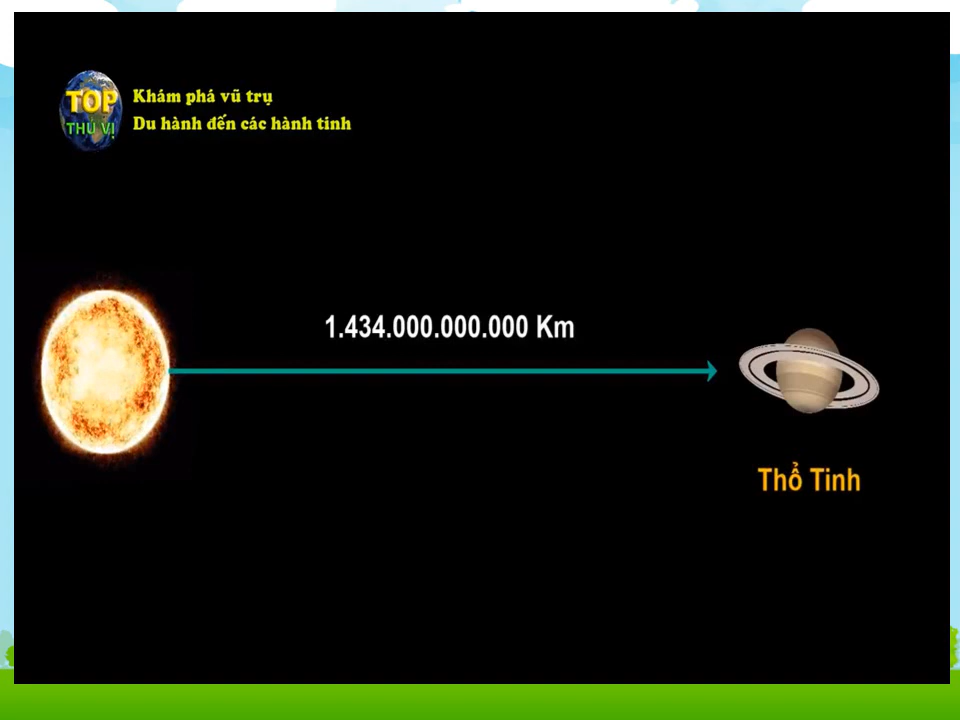 TOP
THÚ VỊ
Khám phá vũ trụ
Du hành đến các hành tinh
1.434.000.000.000 Km
Thổ Tinh